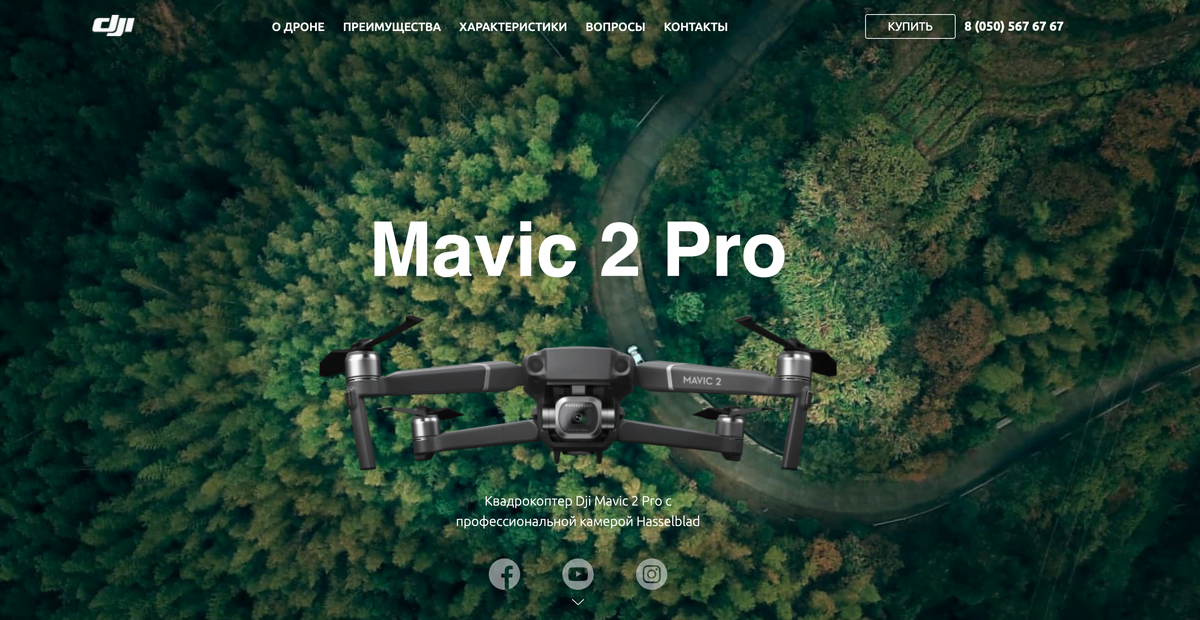 dji
О ДРОНЕ ПРЕИМУЩЕСТВА ХАРАКТЕРИСТИКИ ВОПРОСЫ КОНТАКТЫ КУПИТЬ 8 (050) 567 67 67
Mavic 2 Pro
MAVIC 2
Квадрокоптер Dji Mavic 2 Pro с
профессиональной камерой Hasselblad